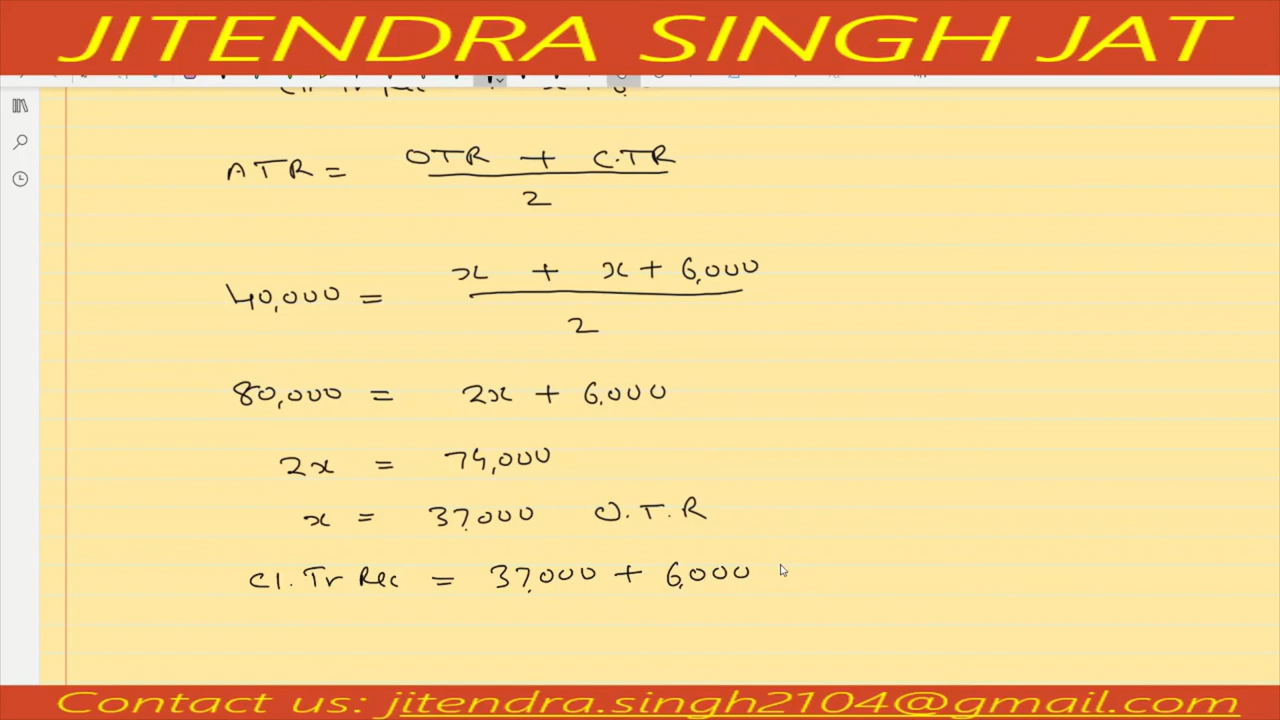 JITENDRA SINGH JAT
ATR = OTR + C.TR
2
40,000 = x + x + 6,000
2
80,000 = 2x + 6,000
2x = 74,000
x = 37,000 O.T.R
Cl. Tr Rec = 37,000 + 6,000
Contact us: jitendra.singh2104@gmail.com